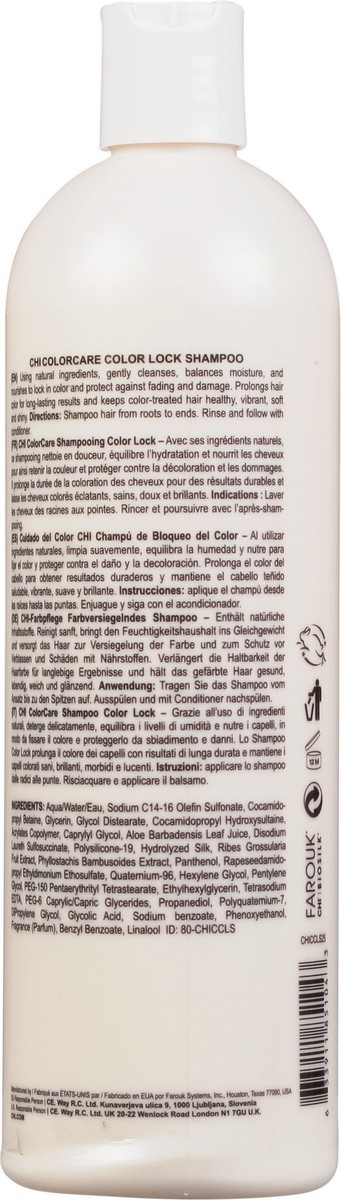 CHI COLORCARE COLOR LOCK SHAMPOO
(EN) Using natural ingredients, gently cleanses, balances moisture, and
nourishes to lock in color and protect against fading and damage. Prolongs hair
color for long-lasting results and keeps color-treated hair healthy, vibrant, soft
and shiny. Directions: Shampoo hair from roots to ends. Rinse and follow with
conditioner.
(FR) CHI ColorCare Shampooing Color Lock – Avec ses ingrédients naturels,
ce shampooing nettoie en douceur, équilibre l'hydratation et nourrit les cheveux
pour ainsi retenir la couleur et protéger contre la décoloration et les dommages.
Il prolonge la durée de la coloration des cheveux pour des résultats durables et
laisse les cheveux colorés éclatants, sains, doux et brillants. Indications : Laver
les cheveux des racines aux pointes. Rincer et poursuivre avec l'après-sham-
pooing.
(ES) Cuidado del Color CHI Champú de Bloqueo del Color – Al utilizar
ingredientes naturales, limpia suavemente, equilibra la humedad y nutre para
fijar el color y proteger contra el daño y la decoloración. Prolonga el color del
cabello para obtener resultados duraderos y mantiene el cabello teñido
saludable, vibrante, suave y brillante. Instrucciones: aplique el champú desde
las raíces hasta las puntas. Enjuague y siga con el acondicionador.
(DE) CHI-Farbpflege Farbversiegelndes Shampoo – Enthält natürliche
Inhaltsstoffe. Reinigt sanft, bringt den Feuchtigkeitshaushalt ins Gleichgewicht
und versorgt das Haar zur Versiegelung der Farbe und zum Schutz vor
Verblassen und Schäden mit Nährstoffen. Verlängert die Haltbarkeit der
Haarfarbe für langlebige Ergebnisse und hält das gefärbte Haar gesund,
lebendig, weich und glänzend. Anwendung: Tragen Sie das Shampoo vom
Ansatz bis zu den Spitzen auf. Ausspülen und mit Conditioner nachspülen.
(IT) CHI ColorCare Shampoo Color Lock – Grazie all'uso di ingredienti
naturali, deterge delicatamente, equilibra i livelli di umidità e nutre i capelli, in
modo da fissare il colore e proteggerlo da sbiadimento e danni. Lo Shampoo
Color Lock prolunga il colore dei capelli con risultati di lunga durata e mantiene i
capelli colorati sani, brillanti, morbidi e lucenti. Istruzioni: applicare lo shampoo
dalle radici alle punte. Risciacquare e applicare il balsamo.
INGREDIENTS: Aqua/Water/Eau, Sodium C14-16 Olefin Sulfonate, Cocamido-
propyl Betaine, Glycerin, Glycol Distearate, Cocamidopropyl Hydroxysultaine,
Acrylates Copolymer, Caprylyl Glycol, Aloe Barbadensis Leaf Juice, Disodium
Laureth Sulfosuccinate, Polysilicone-19, Hydrolyzed Silk, Ribes Grossularia
Fruit Extract, Phyllostachis Bambusoides Extract, Panthenol, Rapeseedamido-
propyl Ethyldimonium Ethosulfate, Quaternium-96, Hexylene Glycol, Pentylene
Glycol, PEG-150 Pentaerythrityl Tetrastearate, Ethylhexylglycerin, Tetrasodium
EDTA, PEG-6 Caprylic/Capric Glycerides, Propanediol, Polyquaternium-7,
Dipropylene Glycol, Glycolic Acid, Sodium benzoate, Phenoxyethanol,
Fragrance (Parfum), Benzyl Benzoate, Linalool ID: 80-CHICCLS
12 M
FAROUK
CHI · BIOSILK
CHICCLS25
6 33911 85104 3
Manufactured by / Fabriqué aux ÉTATS-UNIS par / Fabricado en EUA por Farouk Systems, Inc., Houston, Texas 77090, USA
EU Responsible Person | CE. Way R.C. Ltd. Kunaverjeva ulica 9, 1000 Ljubljana, Slovenia
U.K. Responsible Person | CE. Way R.C. Ltd. UK 20-22 Wenlock Road London N1 7GU U.K.
CHI.COM